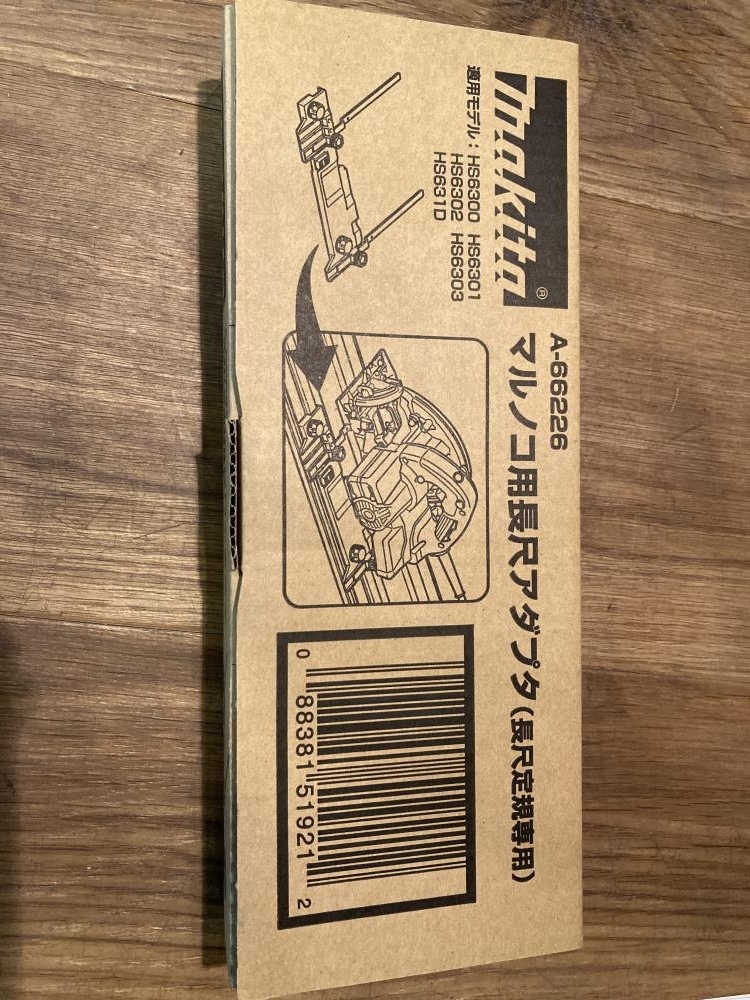 makita®
適用モデル：HS6300 HS6301
HS6302 HS6303
HS631D
A-66226
マルノコ用長尺アダプタ(長尺定規専用)
0 88381 51921 2